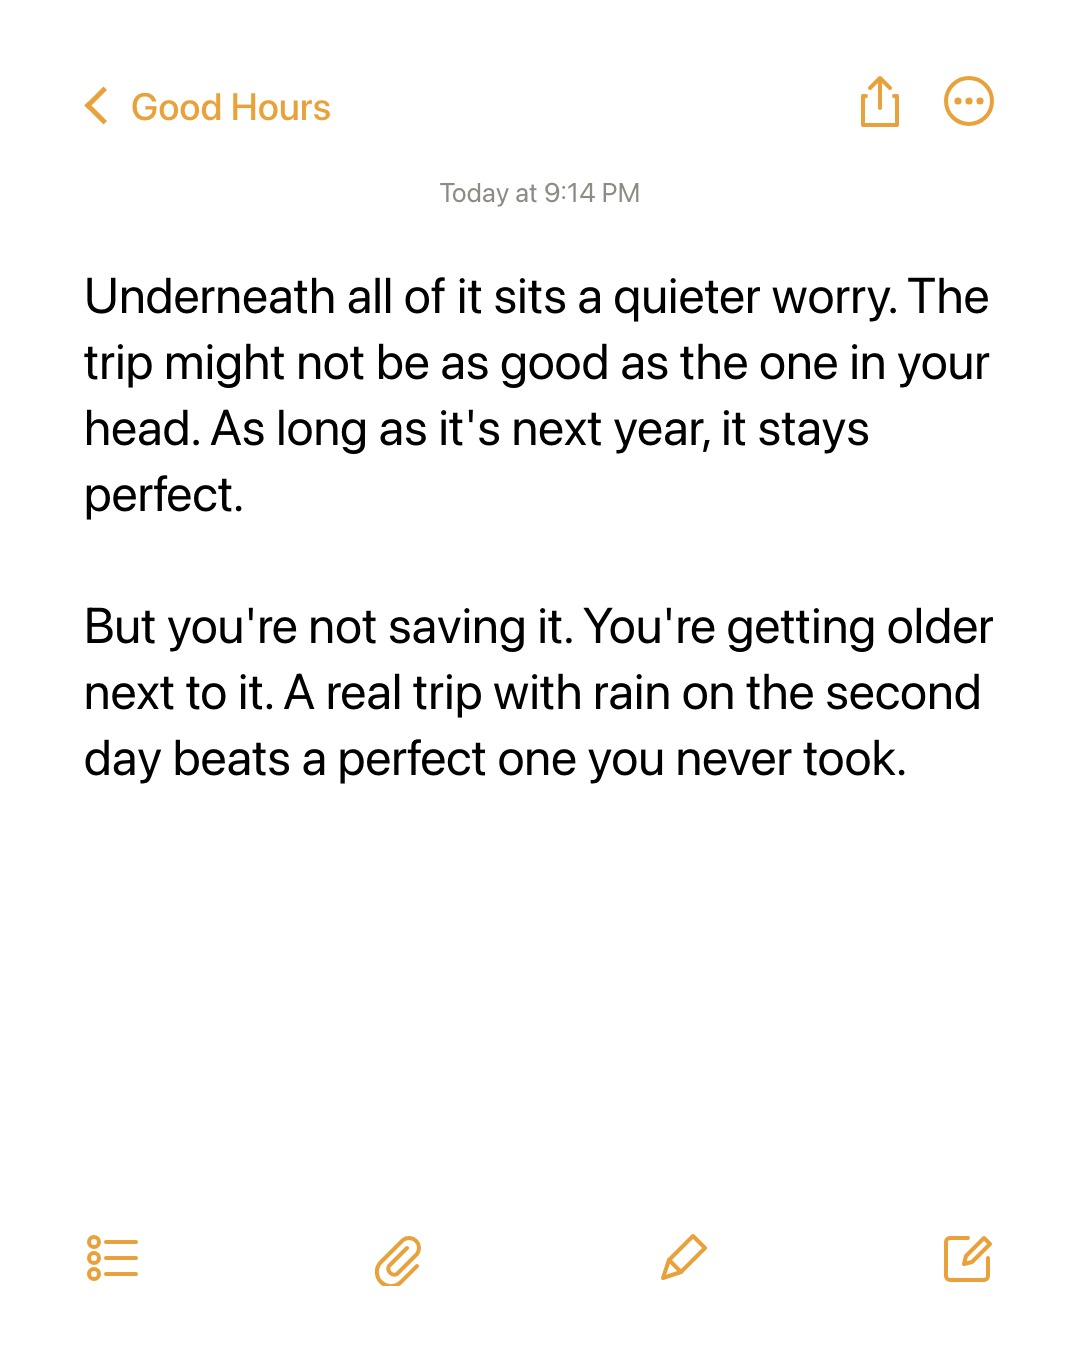 Good Hours
Today at 9:14 PM
Underneath all of it sits a quieter worry. The
trip might not be as good as the one in your
head. As long as it's next year, it stays
perfect.
But you're not saving it. You're getting older
next to it. A real trip with rain on the second
day beats a perfect one you never took.